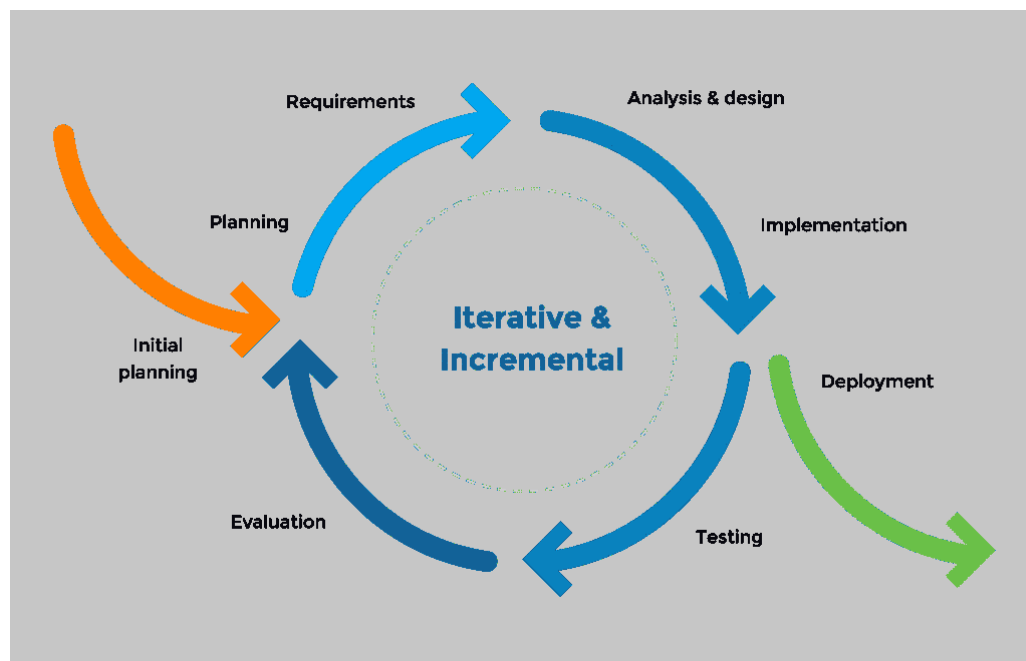 Requirements
Analysis & design
Planning
Implementation
Iterative &
Incremental
Initial
planning
Deployment
Evaluation
Testing